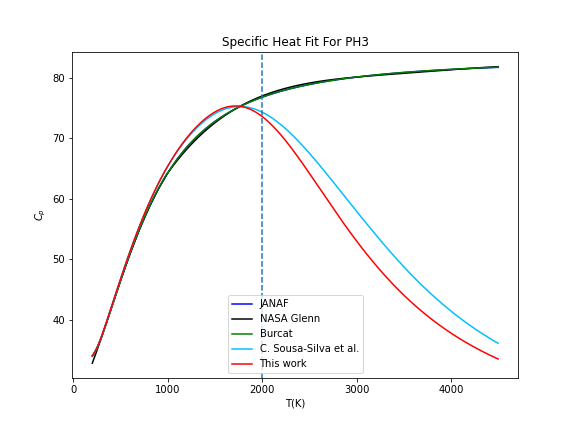 Specific Heat Fit For PH3
80
70
60
50
40
C_p
JANAF
NASA Glenn
Burcat
C. Sousa-Silva et al.
This work
0 1000 2000 3000 4000
T(K)